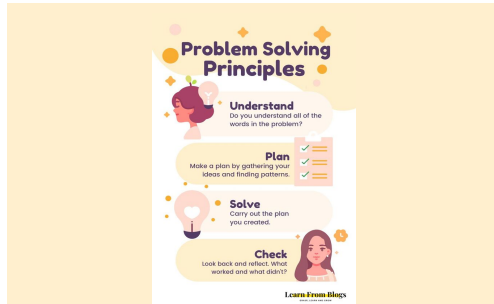 Problem Solving
Principles
Understand
Do you understand all of the
words in the problem?
Plan
Make a plan by gathering your
ideas and finding patterns.
Solve
Carry out the plan
you created.
Check
Look back and reflect. What
worked and what didn't?
Learn From Blogs